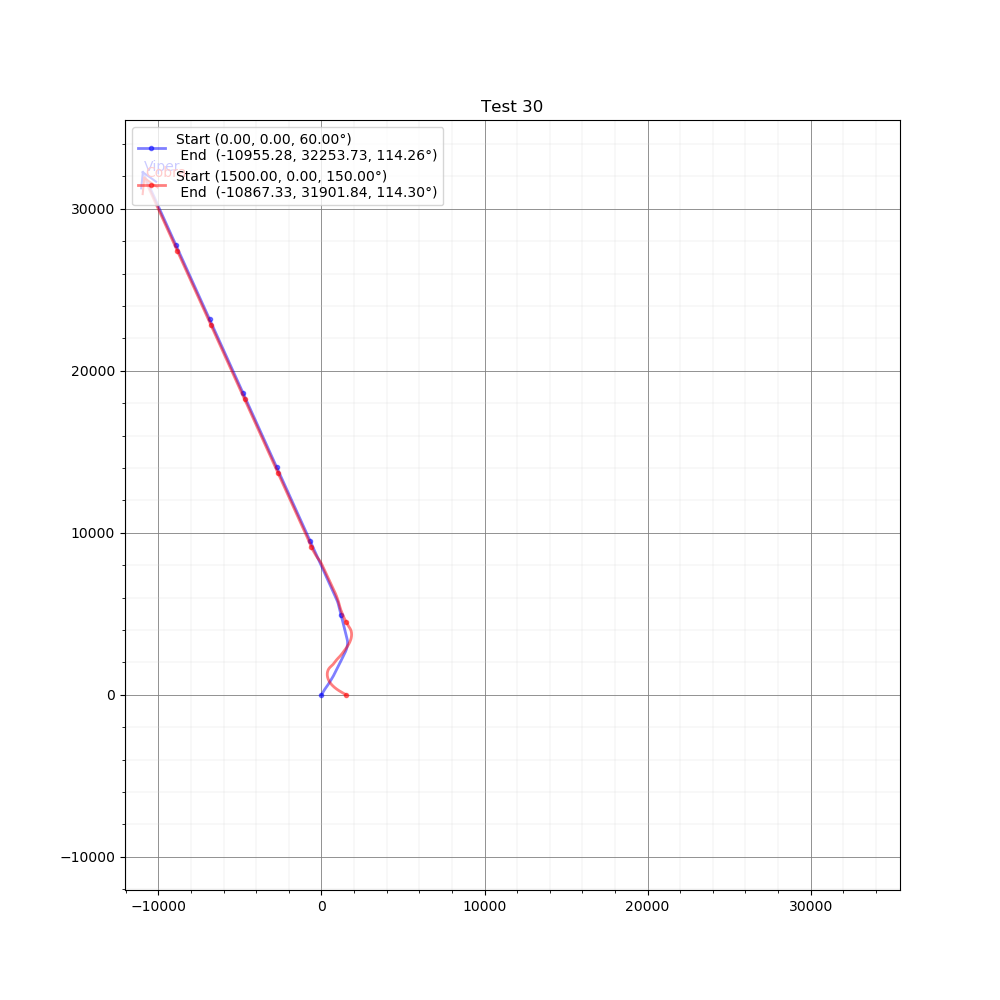 Test 30
Start (0.00, 0.00, 60.00°)
End (-10955.28, 32253.73, 114.26°)
Start (1500.00, 0.00, 150.00°)
End (-10867.33, 31901.84, 114.30°)
Viper
30000
20000
10000
0
−10000
−10000 0 10000 20000 30000